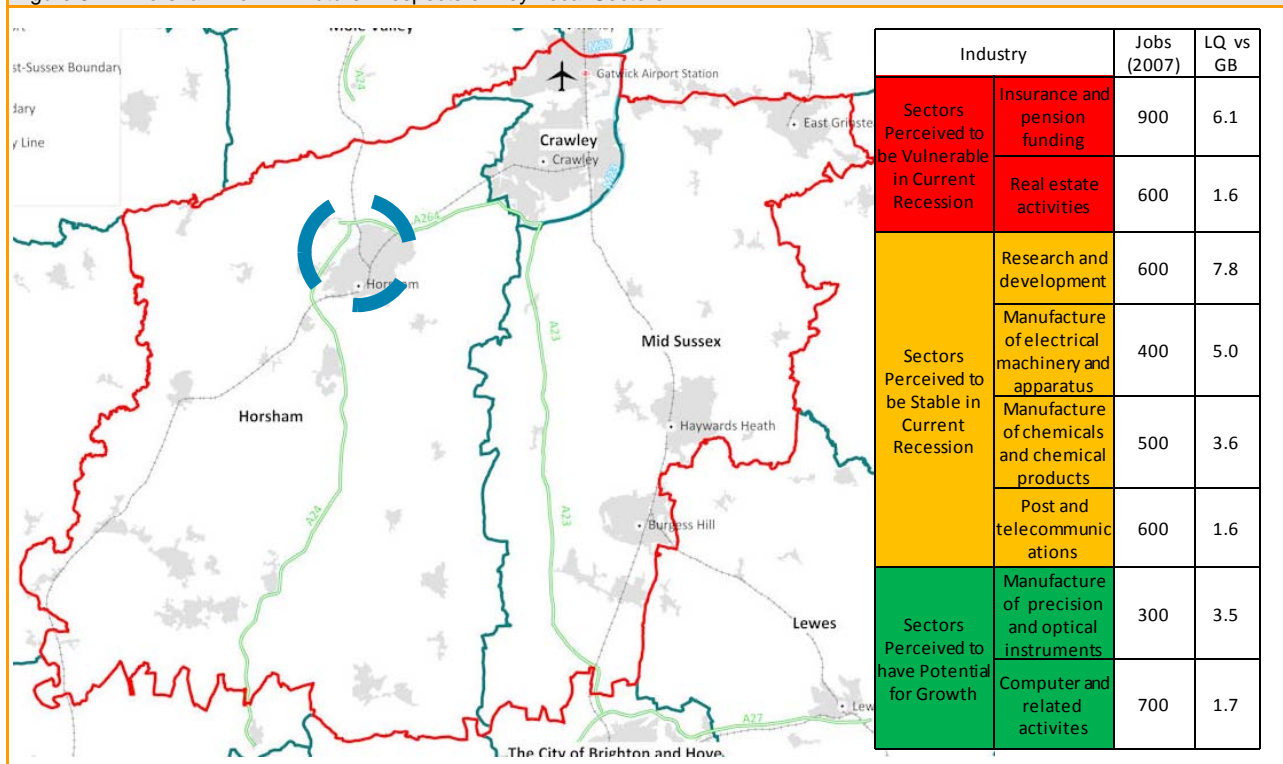 st-Sussex Boundary
dary
y Line
A24
M23
Gatwick Airport Station
East Grinste
Crawley
Crawley
M23
A264
Horsham
A23
Mid Sussex
Horsham
Haywards Heath
A24
A23
Burgess Hill
Lewes
Lew
A27
The City of Brighton and Hove
Industry
Jobs
(2007)
LQ vs
GB
Sectors
Perceived to
be Vulnerable
in Current
Recession
Insurance and
pension
funding
900
6.1
Real estate
activities
600
1.6
Sectors
Perceived to
be Stable in
Current
Recession
Research and
development
600
7.8
Manufacture
of electrical
machinery and
apparatus
400
5.0
Manufacture
of chemicals
and chemical
products
500
3.6
Post and
telecommunic
ations
600
1.6
Sectors
Perceived to
have Potential
for Growth
Manufacture
of precision
and optical
instruments
300
3.5
Computer and
related
activites
700
1.7